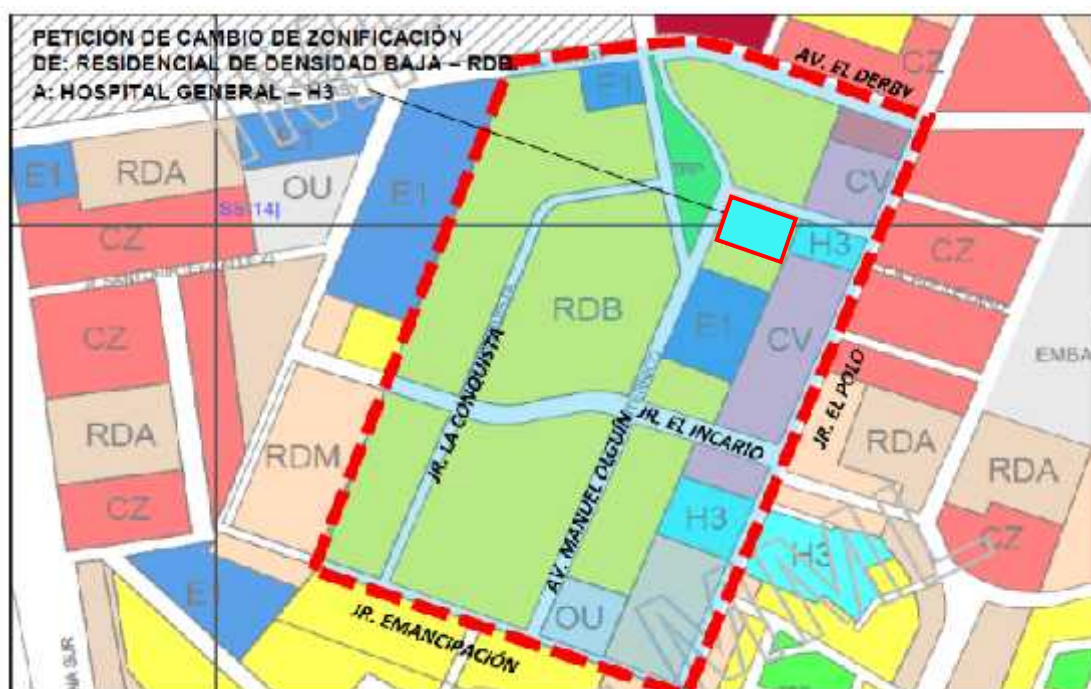 PETICIÓN DE CAMBIO DE ZONIFICACIÓN
DE: RESIDENCIAL DE DENSIDAD BAJA – RDB
A: HOSPITAL GENERAL – H3
AV. EL DERBY
CZ
E1
E1
RDA
OU
E1
CV
CZ
H3
CZ
CZ
RDB
E1
CV
EMBA
JR. LA CONQUISTA
JR. EL POLO
RDA
RDM
AV. MANUEL OLGUÍN
JR. EL INCARIO
RDA
RDA
CZ
H3
H3
CZ
OU
JR. EMANCIPACIÓN